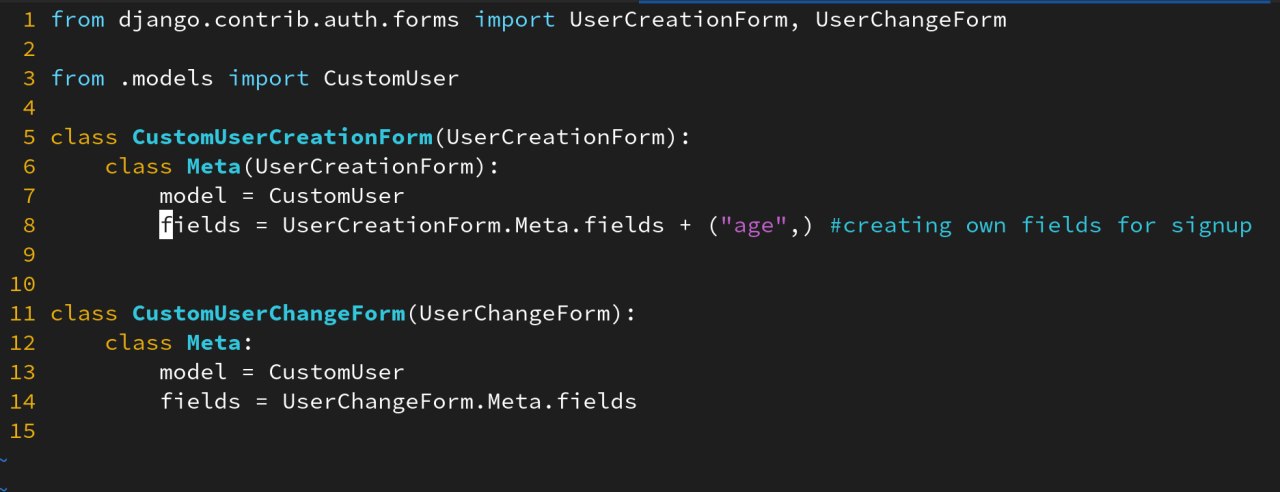 1 from django.contrib.auth.forms import UserCreationForm, UserChangeForm
2
3 from .models import CustomUser
4
5 class CustomUserCreationForm(UserCreationForm):
6     class Meta(UserCreationForm):
7         model = CustomUser
8         fields = UserCreationForm.Meta.fields + ("age",) #creating own fields for signup
9
10
11 class CustomUserChangeForm(UserChangeForm):
12     class Meta:
13         model = CustomUser
14         fields = UserChangeForm.Meta.fields
15
~
~